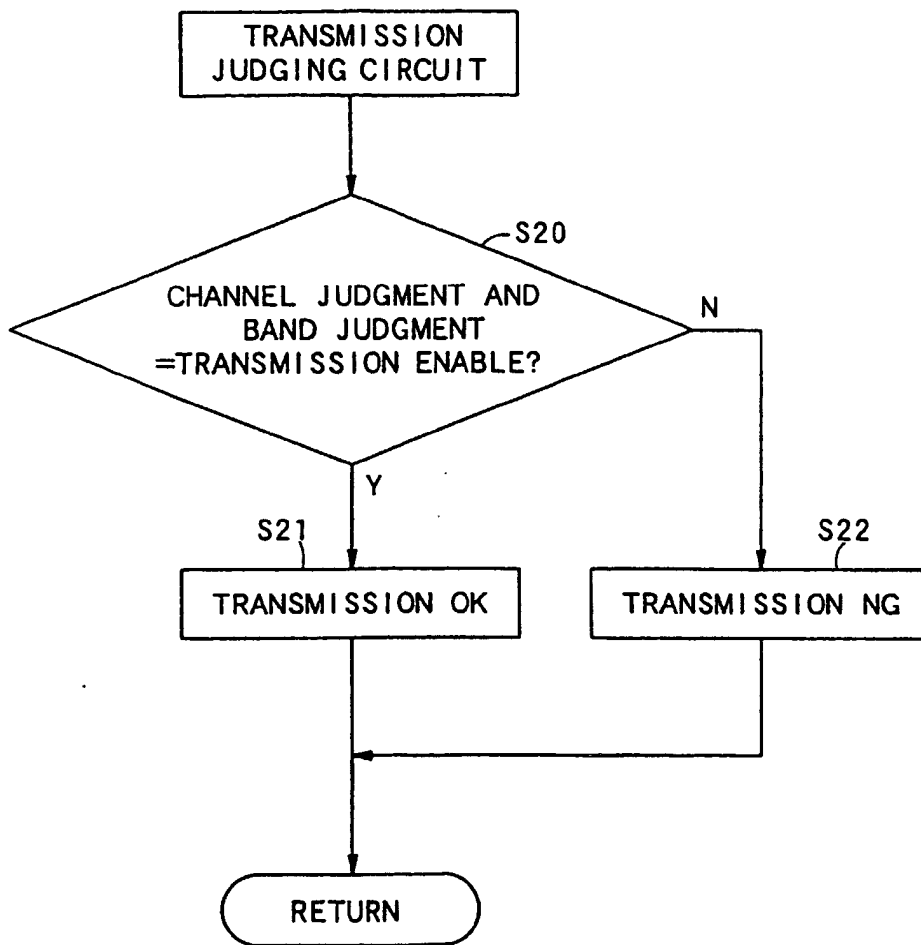 TRANSMISSION
JUDGING CIRCUIT
S20
CHANNEL JUDGMENT AND
BAND JUDGMENT
=TRANSMISSION ENABLE?
N
Y
S21
S22
TRANSMISSION OK
TRANSMISSION NG
RETURN